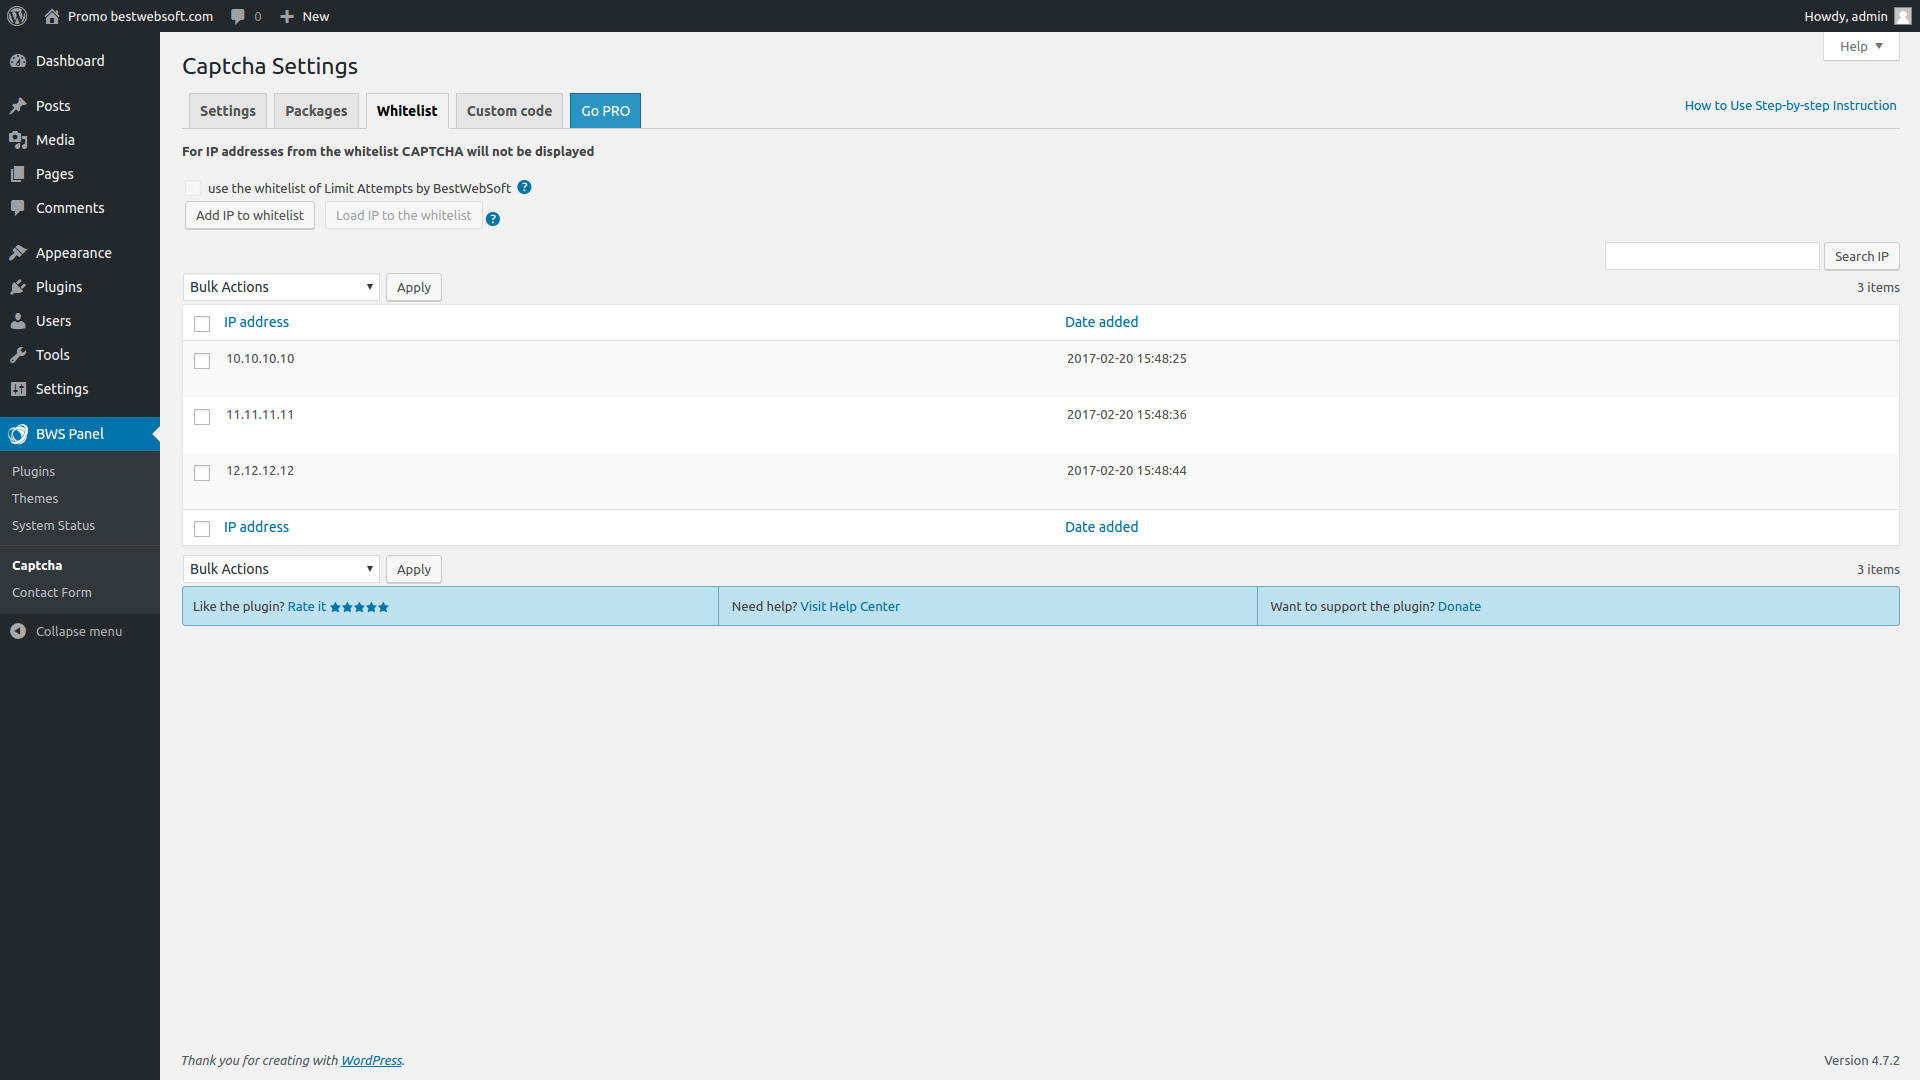 Promo bestwebsoft.com 0 New Howdy, admin
Help
Dashboard
Posts
Media
Pages
Comments
Appearance
Plugins
Users
Tools
Settings
BWS Panel
Plugins
Themes
System Status
Captcha
Contact Form
Collapse menu
Captcha Settings
Settings Packages Whitelist Custom code Go PRO
How to Use Step-by-step Instruction
For IP addresses from the whitelist CAPTCHA will not be displayed
use the whitelist of Limit Attempts by BestWebSoft ?
Add IP to whitelist Load IP to the whitelist ?
Search IP
Bulk Actions Apply 3 items
IP address Date added
10.10.10.10 2017-02-20 15:48:25
11.11.11.11 2017-02-20 15:48:36
12.12.12.12 2017-02-20 15:48:44
IP address Date added
Bulk Actions Apply 3 items
Like the plugin? Rate it ★★★★★ Need help? Visit Help Center Want to support the plugin? Donate
Thank you for creating with WordPress. Version 4.7.2